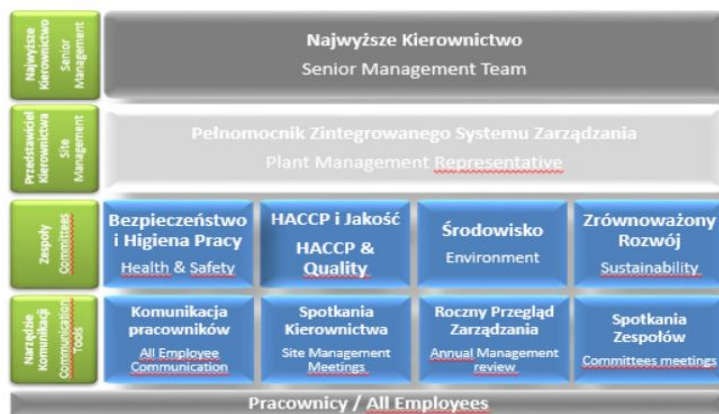 Najwyższe
Kierownictwo
Senior
Management
Najwyższe Kierownictwo
Senior Management Team
Przedstawiciel
Kierownictwa
Site
Management
Pełnomocnik Zintegrowanego Systemu Zarządzania
Plant Management Representative
Zespoły
Committees
Bezpieczeństwo
i Higiena Pracy
Health & Safety
HACCP i Jakość
HACCP &
Quality
Środowisko
Environment
Zrównoważony
Rozwój
Sustainability
Narzędzie
Komunikacji
Communication
Tools
Komunikacja
pracowników
All Employee
Communication
Spotkania
Kierownictwa
Site Management
Meetings
Roczny Przegląd
Zarządzania
Annual Management
review
Spotkania
Zespołów
Committees meetings
Pracownicy / All Employees